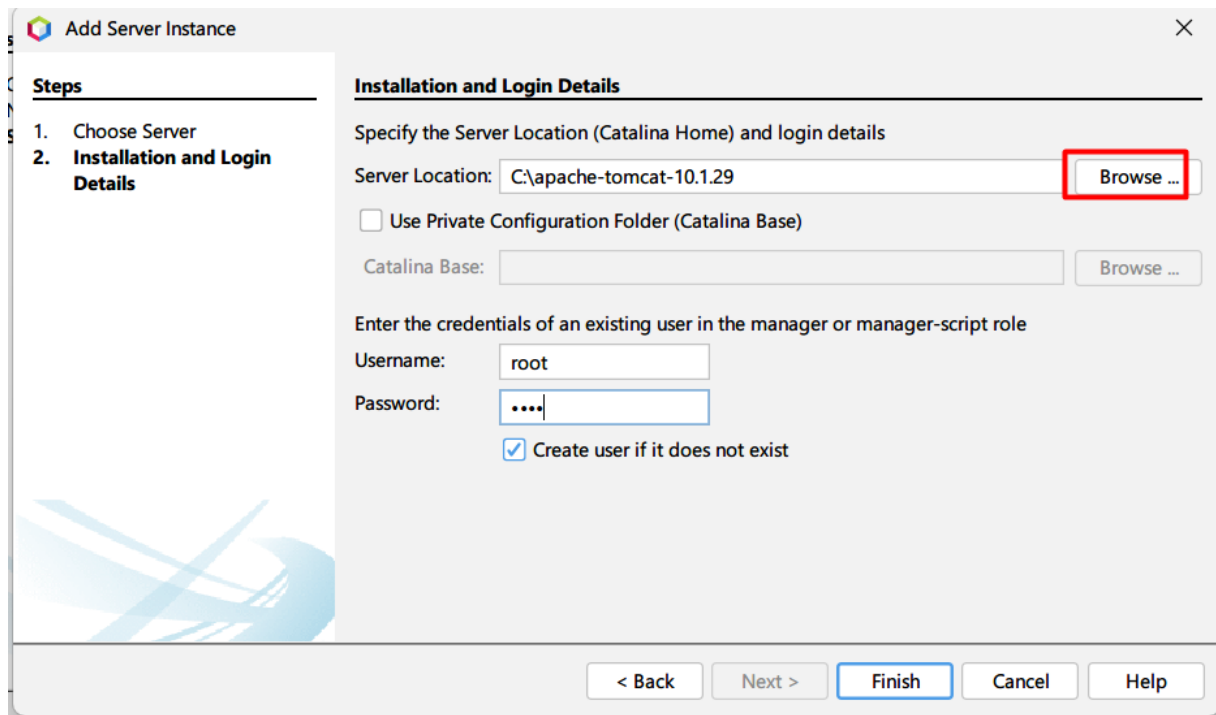 Add Server Instance
Steps
1. Choose Server
2. Installation and Login
Details
Installation and Login Details
Specify the Server Location (Catalina Home) and login details
Server Location: C:\apache-tomcat-10.1.29 Browse ...
Use Private Configuration Folder (Catalina Base)
Catalina Base: Browse ...
Enter the credentials of an existing user in the manager or manager-script role
Username: root
Password: ••••
Create user if it does not exist
< Back Next > Finish Cancel Help